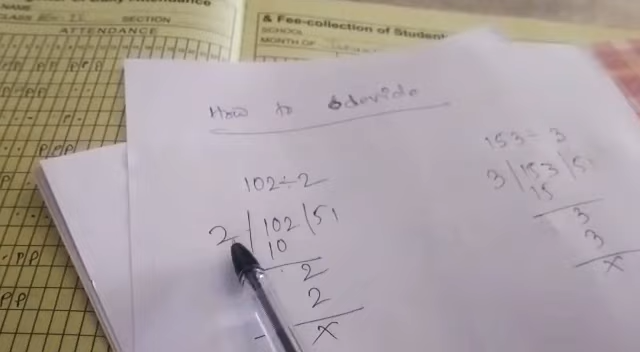 NAME
SECTION
ATTENDANCE
& Fee-collection of Student
SCHOOL
MONTH OF
How to devide
102÷2
2 | 102 | 51
10
2
2
x
153÷3
3 | 153 | 51
15
3
3
x